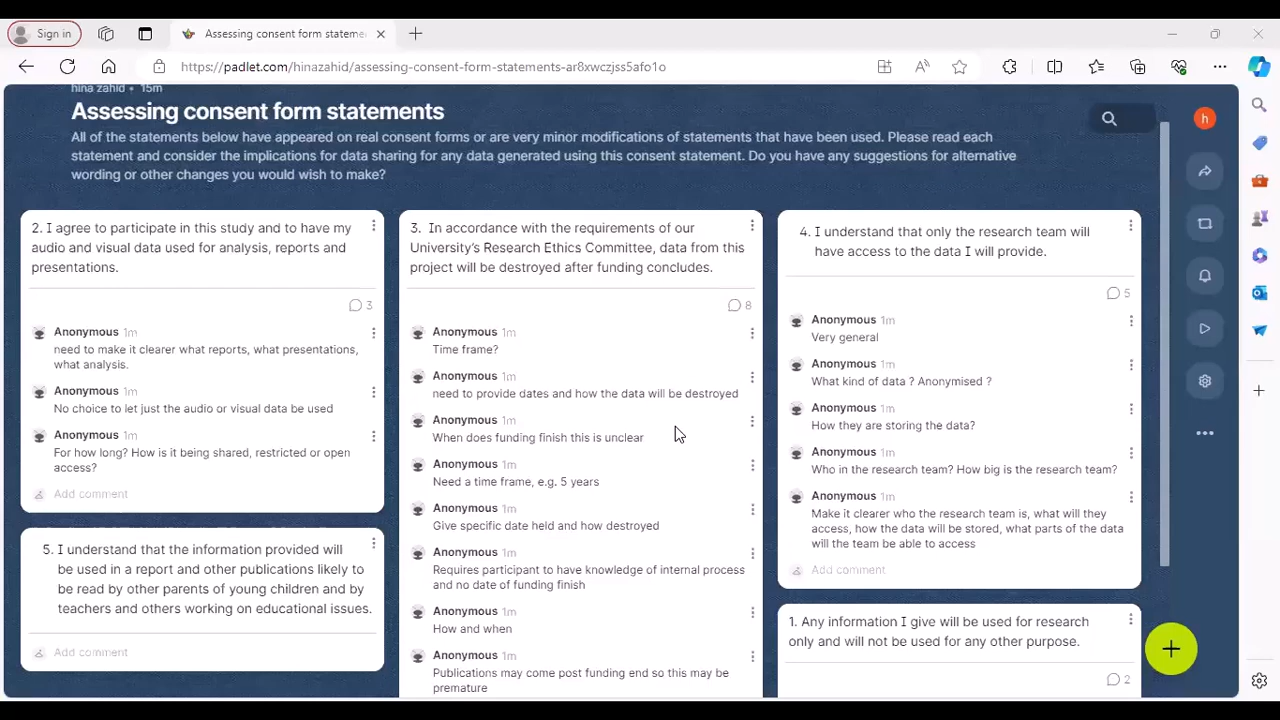 Sign in
Assessing consent form stateme
https://padlet.com/hinazahid/assessing-consent-form-statements-ar8xwczjss5afo1o
hina zahid • 15m
Assessing consent form statements
All of the statements below have appeared on real consent forms or are very minor modifications of statements that have been used. Please read each
statement and consider the implications for data sharing for any data generated using this consent statement. Do you have any suggestions for alternative
wording or other changes you would wish to make?
h
2. I agree to participate in this study and to have my
audio and visual data used for analysis, reports and
presentations.
3
Anonymous 1m
need to make it clearer what reports, what presentations,
what analysis.
Anonymous 1m
No choice to let just the audio or visual data be used
Anonymous 1m
For how long? How is it being shared, restricted or open
access?
Add comment
5. I understand that the information provided will
be used in a report and other publications likely to
be read by other parents of young children and by
teachers and others working on educational issues.
Add comment
3. In accordance with the requirements of our
University's Research Ethics Committee, data from this
project will be destroyed after funding concludes.
8
Anonymous 1m
Time frame?
Anonymous 1m
need to provide dates and how the data will be destroyed
Anonymous 1m
When does funding finish this is unclear
Anonymous 1m
Need a time frame, e.g. 5 years
Anonymous 1m
Give specific date held and how destroyed
Anonymous 1m
Requires participant to have knowledge of internal process
and no date of funding finish
Anonymous 1m
How and when
Anonymous 1m
Publications may come post funding end so this may be
premature
4. I understand that only the research team will
have access to the data I will provide.
5
Anonymous 1m
Very general
Anonymous 1m
What kind of data ? Anonymised ?
Anonymous 1m
How they are storing the data?
Anonymous 1m
Who in the research team? How big is the research team?
Anonymous 1m
Make it clearer who the research team is, what will they
access, how the data will be stored, what parts of the data
will the team be able to access
Add comment
1. Any information I give will be used for research
only and will not be used for any other purpose.
2